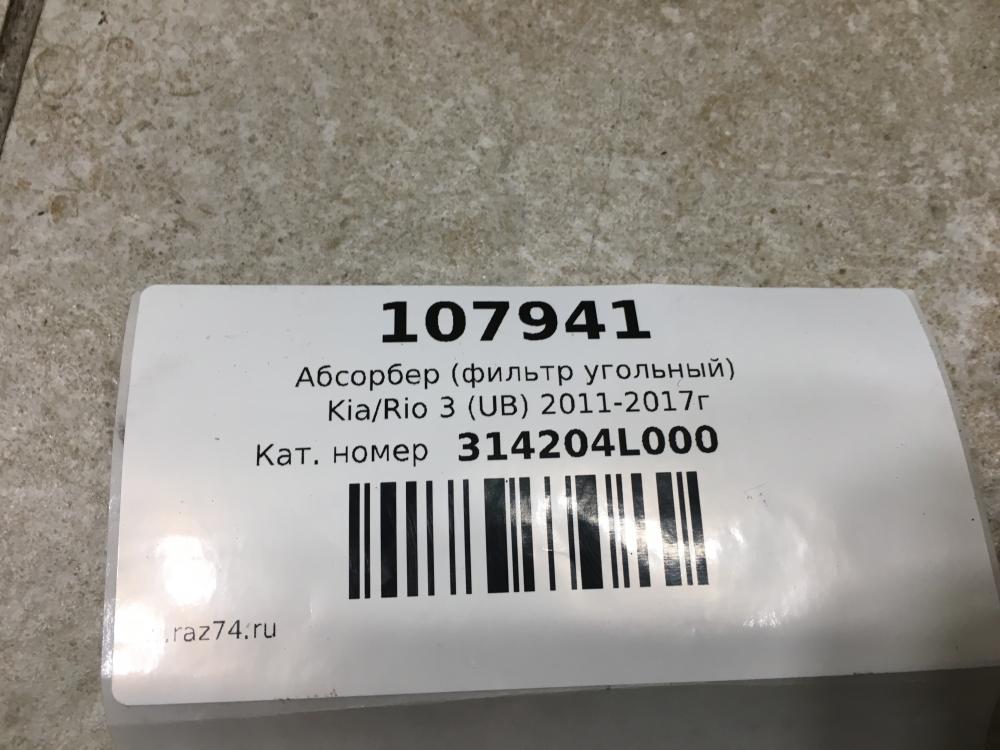 107941
Абсорбер (фильтр угольный)
Kia/Rio 3 (UB) 2011-2017г
Кат. номер 314204L000
.raz74.ru